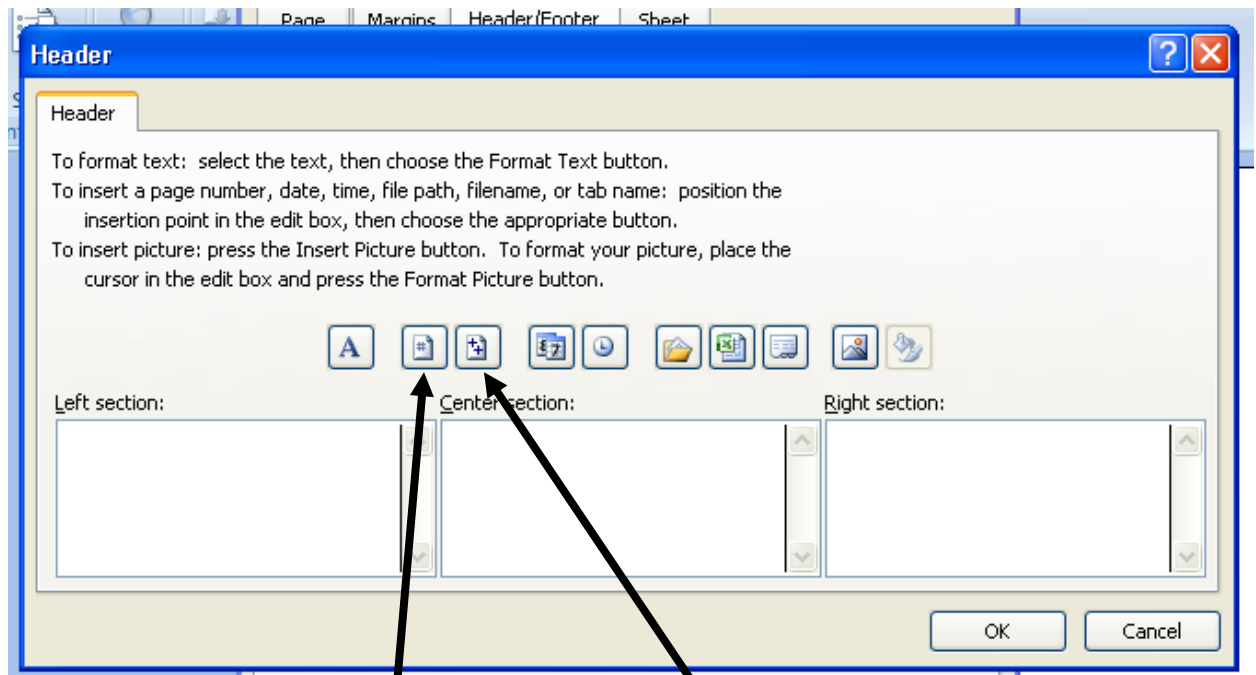 Page Margins Header/Footer Sheet
Header
Header
To format text: select the text, then choose the Format Text button.
To insert a page number, date, time, file path, filename, or tab name: position the
insertion point in the edit box, then choose the appropriate button.
To insert picture: press the Insert Picture button. To format your picture, place the
cursor in the edit box and press the Format Picture button.
A
Left section: Center section: Right section:
OK Cancel